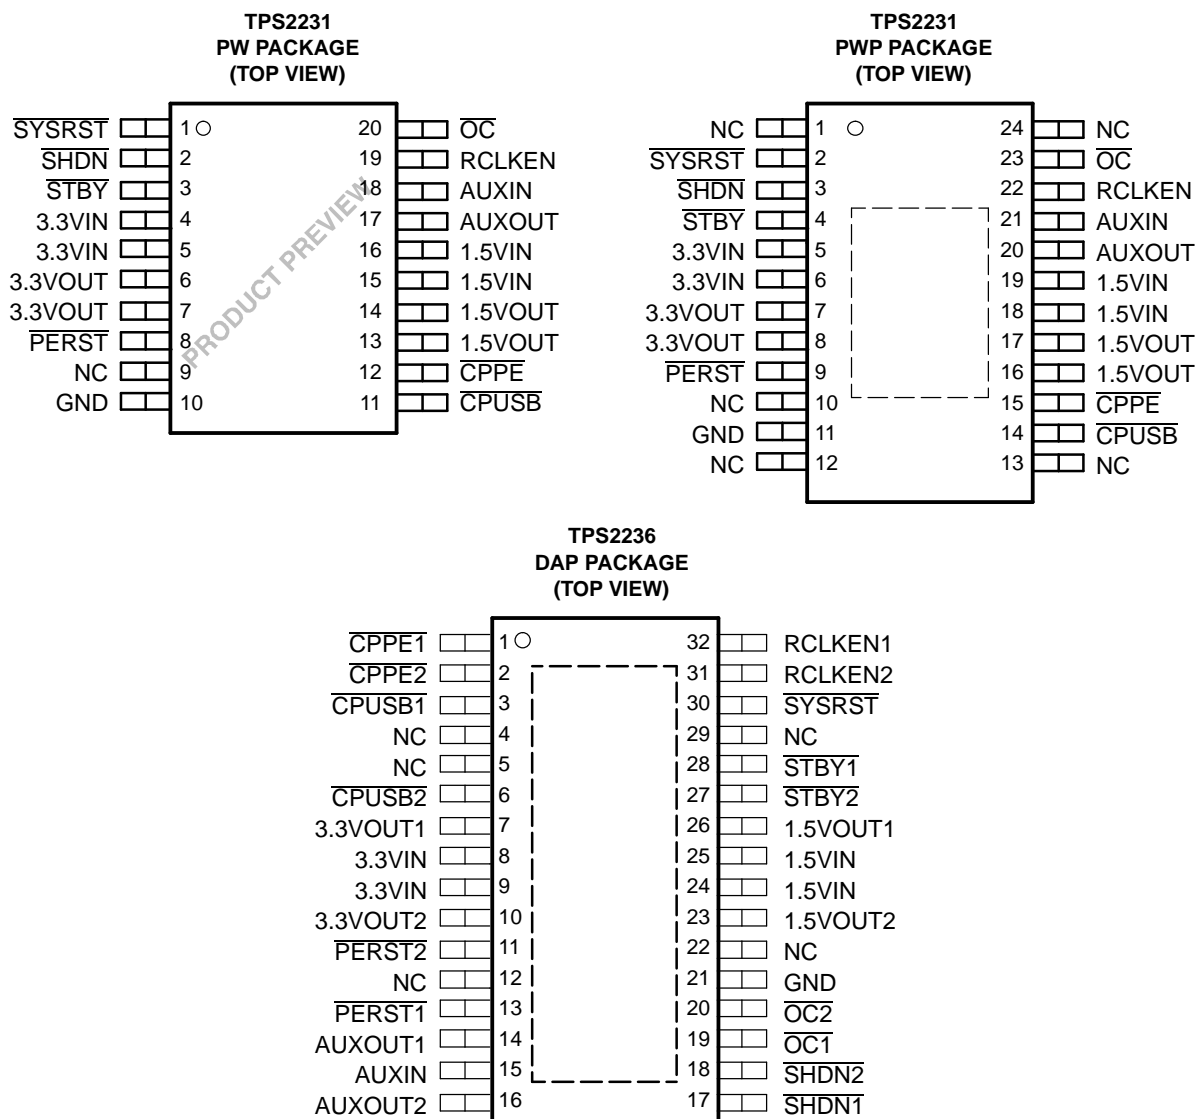 TPS2231
PW PACKAGE
(TOP VIEW)
SYSRST 1 20 OC
SHDN 2 19 RCLKEN
STBY 3 18 AUXIN
3.3VIN 4 17 AUXOUT
3.3VIN 5 16 1.5VIN
3.3VOUT 6 15 1.5VIN
3.3VOUT 7 14 1.5VOUT
PERST 8 13 1.5VOUT
NC 9 12 CPPE
GND 10 11 CPUSB
PRODUCT PREVIEW
TPS2231
PWP PACKAGE
(TOP VIEW)
NC 1 24 NC
SYSRST 2 23 OC
SHDN 3 22 RCLKEN
STBY 4 21 AUXIN
3.3VIN 5 20 AUXOUT
3.3VIN 6 19 1.5VIN
3.3VOUT 7 18 1.5VIN
3.3VOUT 8 17 1.5VOUT
PERST 9 16 1.5VOUT
NC 10 15 CPPE
GND 11 14 CPUSB
NC 12 13 NC
TPS2236
DAP PACKAGE
(TOP VIEW)
CPPE1 1 32 RCLKEN1
CPPE2 2 31 RCLKEN2
CPUSB1 3 30 SYSRST
NC 4 29 NC
NC 5 28 STBY1
CPUSB2 6 27 STBY2
3.3VOUT1 7 26 1.5VOUT1
3.3VIN 8 25 1.5VIN
3.3VIN 9 24 1.5VIN
3.3VOUT2 10 23 1.5VOUT2
PERST2 11 22 NC
NC 12 21 GND
PERST1 13 20 OC2
AUXOUT1 14 19 OC1
AUXIN 15 18 SHDN2
AUXOUT2 16 17 SHDN1